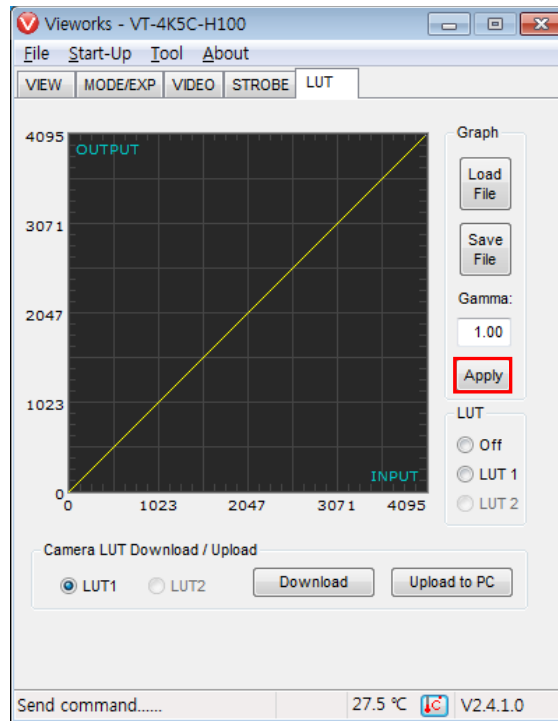 Vieworks - VT-4K5C-H100
File Start-Up Tool About
VIEW MODE/EXP VIDEO STROBE LUT
4095
OUTPUT
3071
2047
1023
0
INPUT
0 1023 2047 3071 4095
Graph
Load
File
Save
File
Gamma:
1.00
Apply
LUT
Off
LUT 1
LUT 2
Camera LUT Download / Upload
LUT1 LUT2 Download Upload to PC
Send command...... 27.5 ℃ C V2.4.1.0